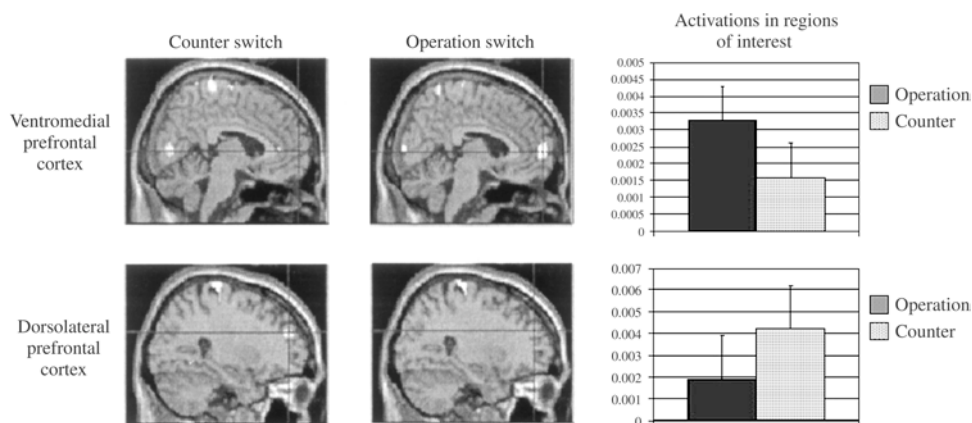 Counter switch
Operation switch
Activations in regions
of interest
Ventromedial
prefrontal
cortex
0.005
0.0045
0.004
0.0035
0.003
0.0025
0.002
0.0015
0.001
0.0005
0
Operation
Counter
Dorsolateral
prefrontal
cortex
0.007
0.006
0.005
0.004
0.003
0.002
0.001
0
Operation
Counter